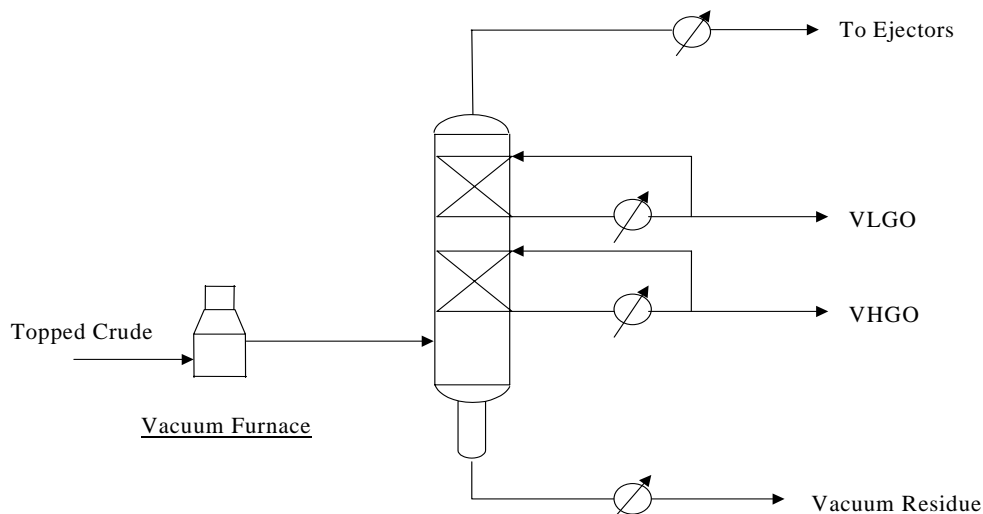 To Ejectors
VLGO
VHGO
Topped Crude
Vacuum Furnace
Vacuum Residue